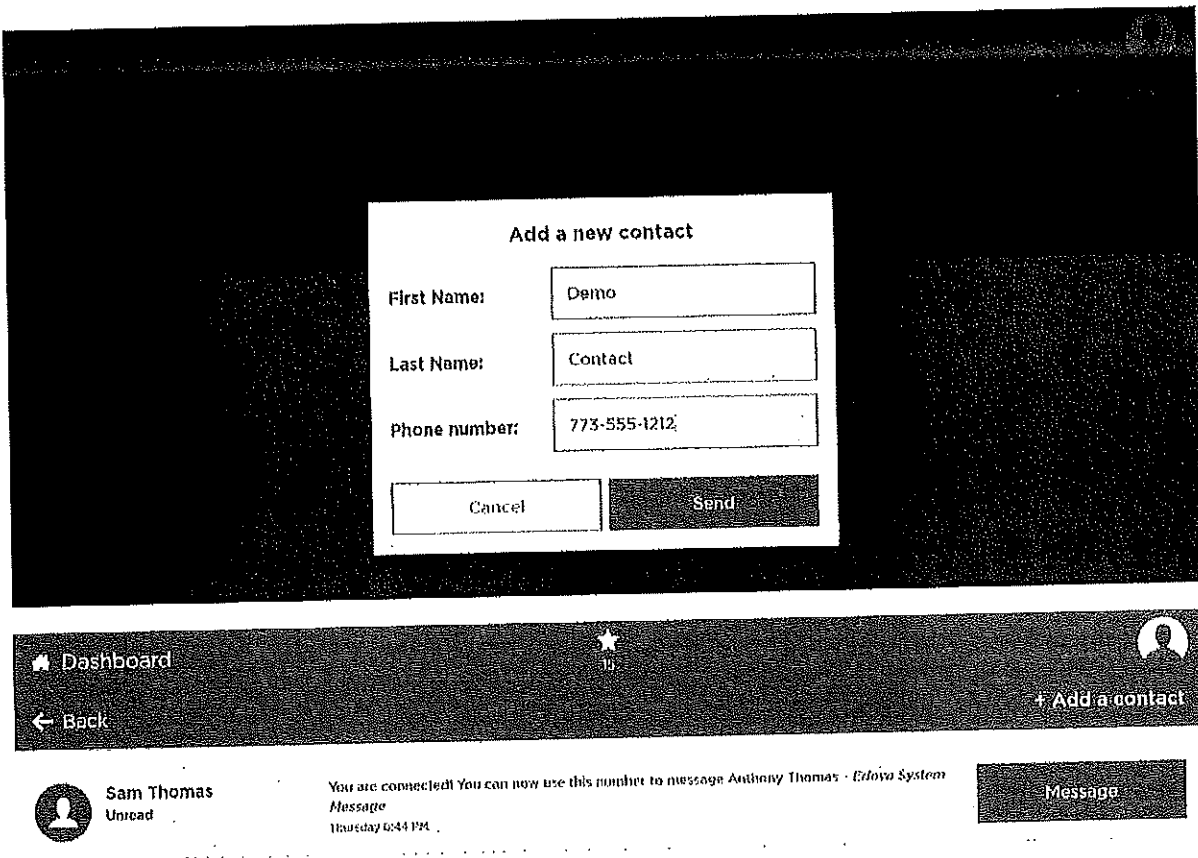 Add a new contact
First Name: Demo
Last Name: Contact
Phone number: 773-555-1212
Cancel Send
Dashboard
Back
+ Add a contact
Sam Thomas
Unread
You are connected! You can now use this number to message Anthony Thomas - Edovo System
Message
Thursday 6:44 PM
Message